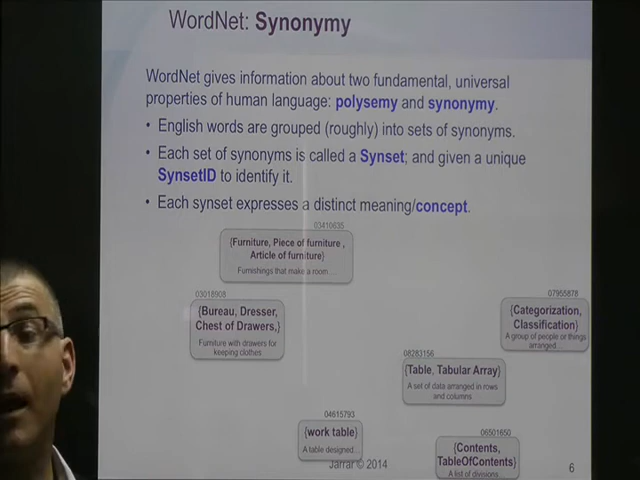 WordNet: Synonymy
WordNet gives information about two fundamental, universal
properties of human language: polysemy and synonymy.
• English words are grouped (roughly) into sets of synonyms.
• Each set of synonyms is called a Synset; and given a unique
SynsetID to identify it.
• Each synset expresses a distinct meaning/concept.
03410635
{Furniture, Piece of furniture ,
Article of furniture}
Furnishings that make a room…
03018908
{Bureau, Dresser,
Chest of Drawers,}
Furniture with drawers for
keeping clothes
07955878
{Categorization,
Classification}
A group of people or things
arranged…
08283156
{Table, Tabular Array}
A set of data arranged in rows
and columns
04615793
{work table}
A table designed…
06501650
{Contents,
TableOfContents}
A list of divisions…
Jarrar © 2014
6